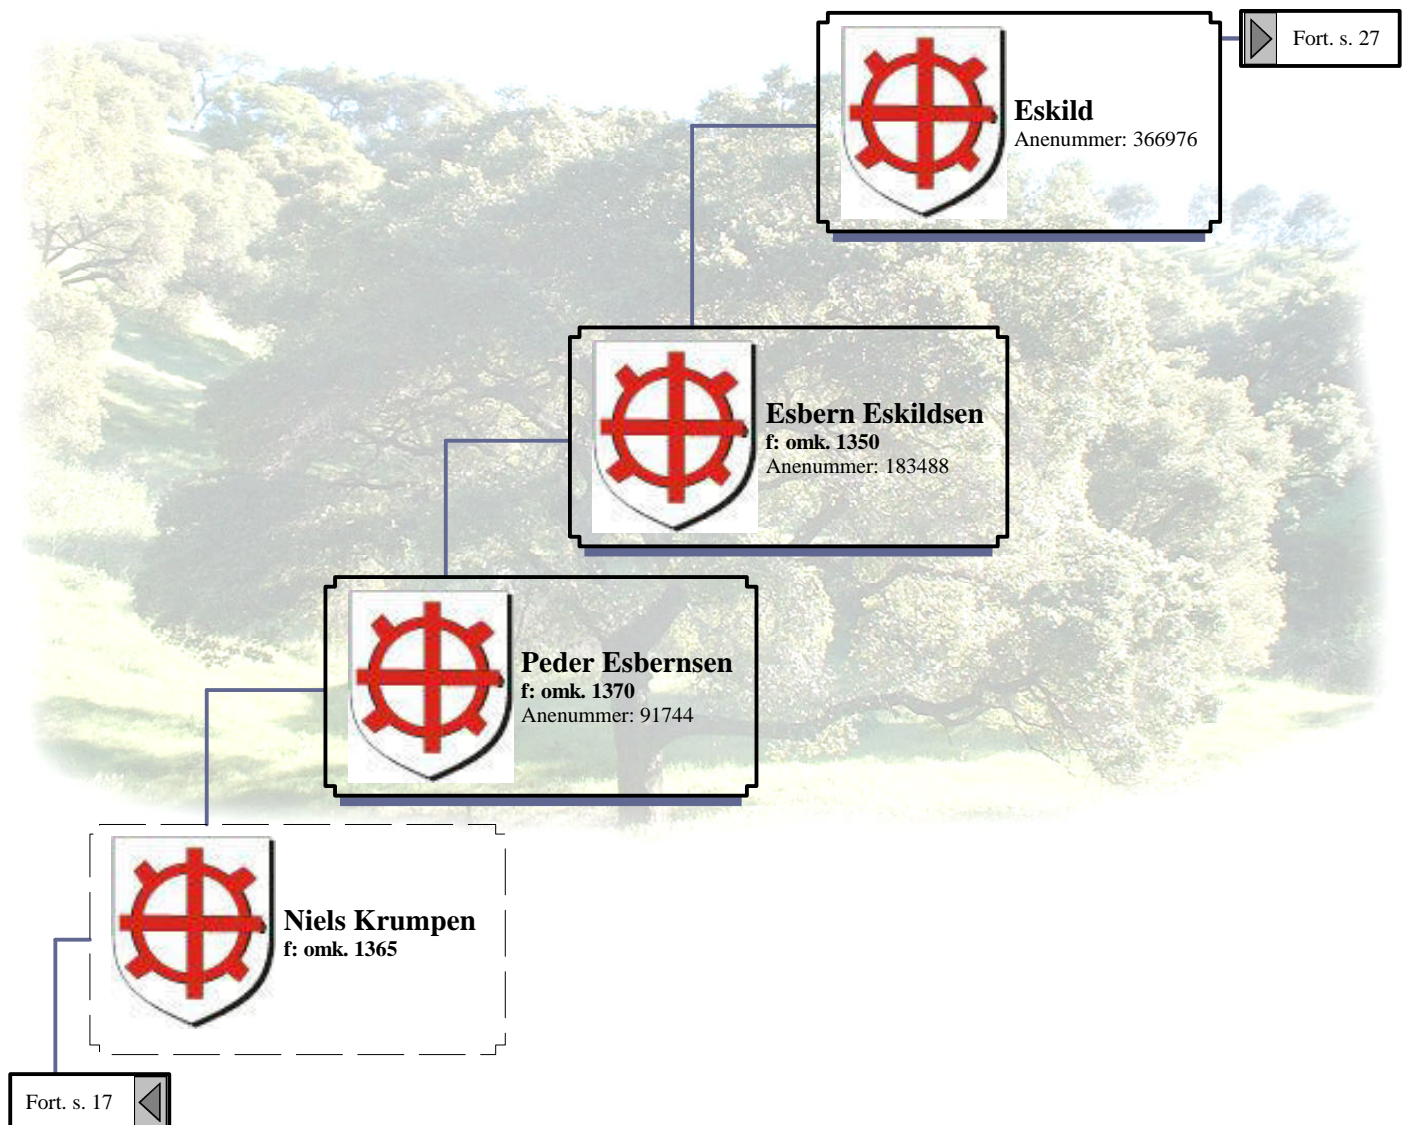 Fort. s. 27
Eskild
Anenummer: 366976
Esbern Eskildsen
f: omk. 1350
Anenummer: 183488
Peder Esbernsen
f: omk. 1370
Anenummer: 91744
Niels Krumpen
f: omk. 1365
Fort. s. 17